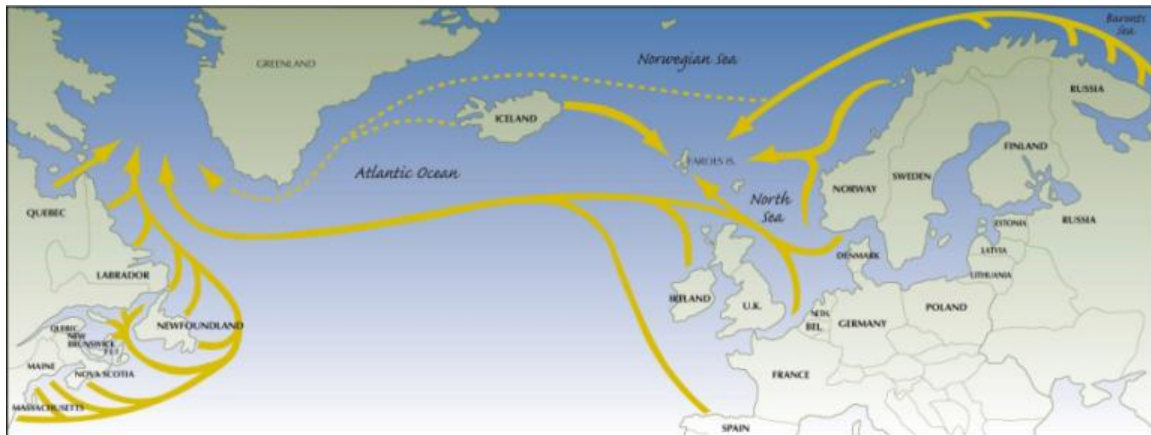 Barents
Sea
GREENLAND
Norwegian Sea
RUSSIA
ICELAND
FAROES IS.
FINLAND
Atlantic Ocean
NORWAY
SWEDEN
QUEBEC
North
Sea
RUSSIA
ESTONIA
LATVIA
DENMARK
LITHUANIA
LABRADOR
IRELAND
U.K.
NETH.
BEL.
GERMANY
POLAND
QUEBEC
NEWFOUNDLAND
NEW
BRUNSWICK
P.E.I
MAINE
NOVA SCOTIA
FRANCE
MASSACHUSETTS
SPAIN